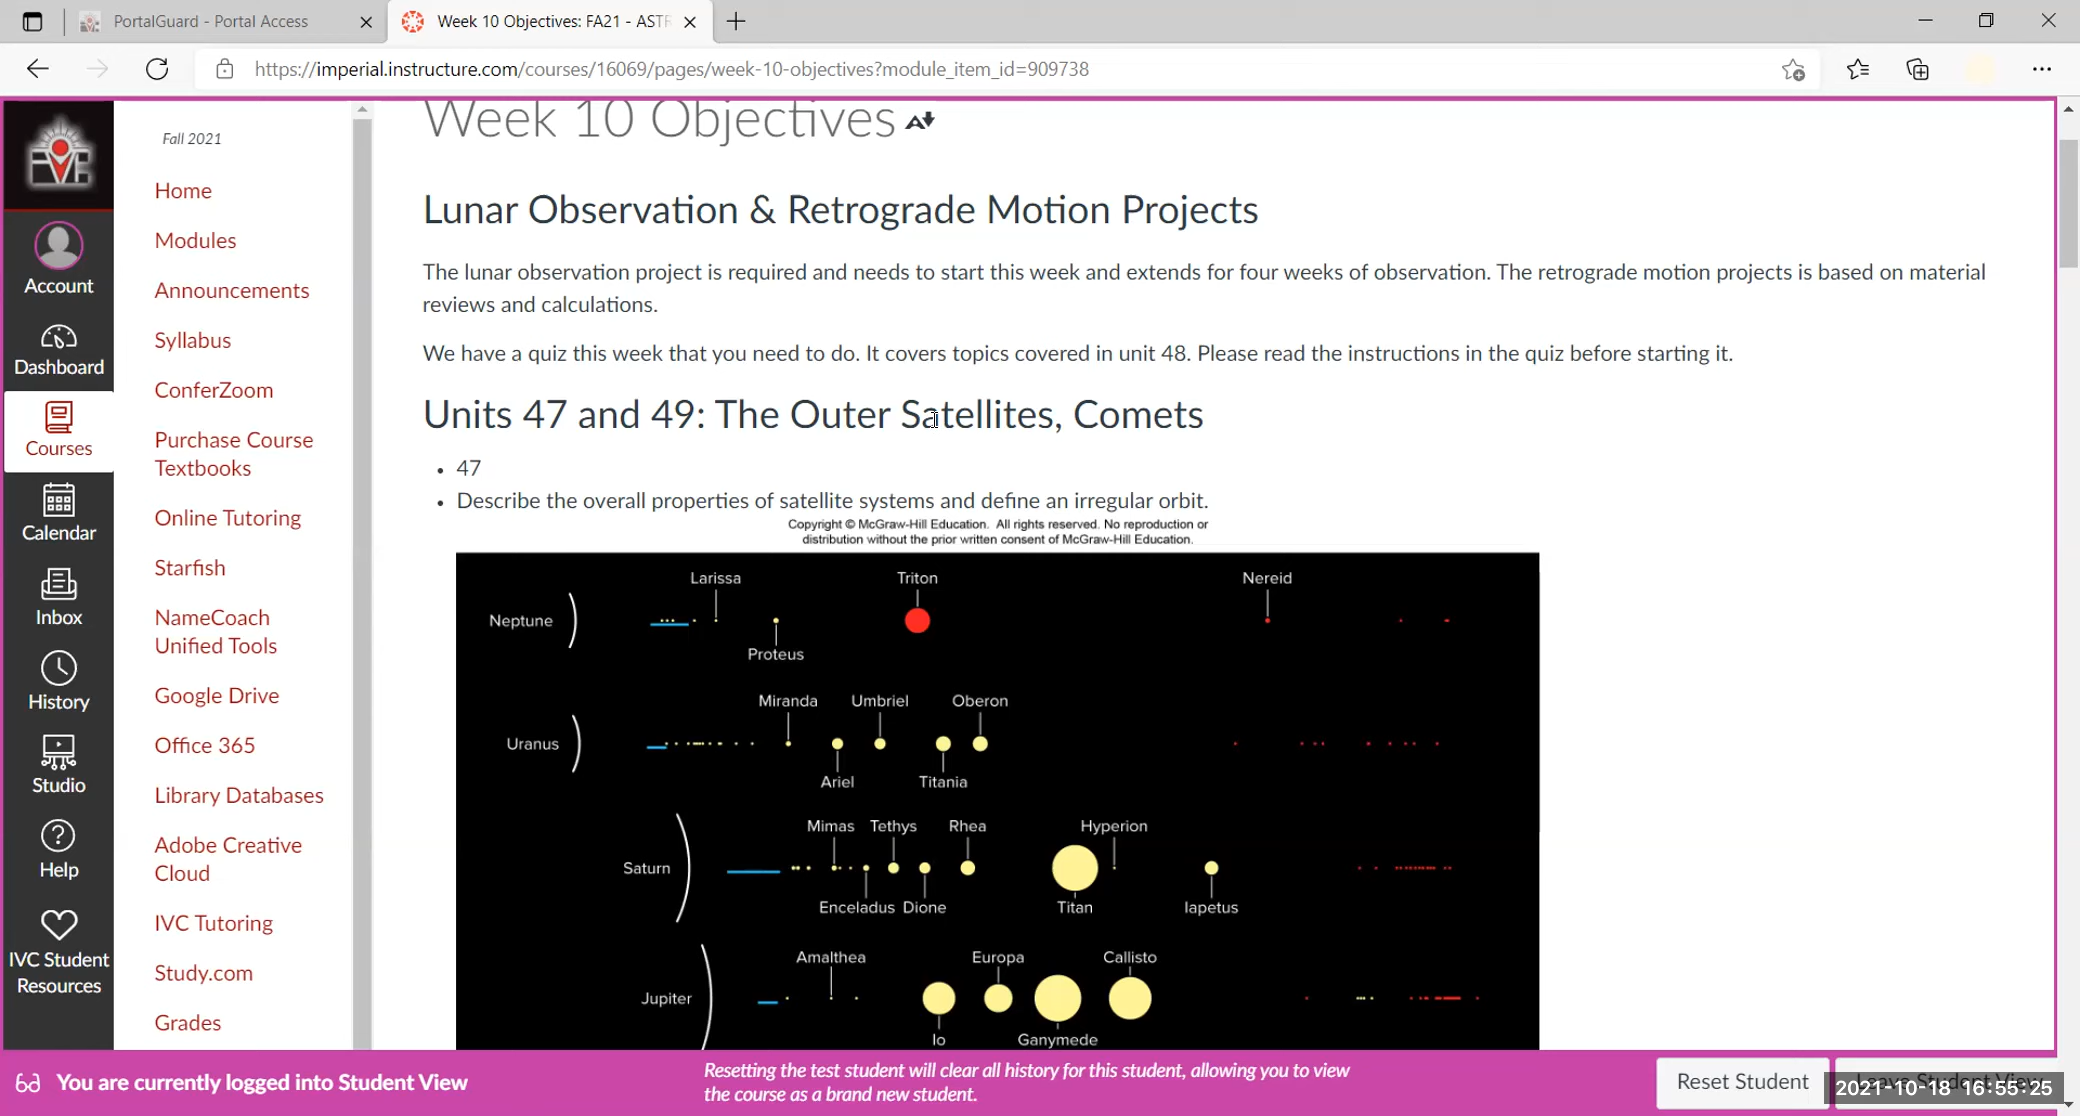 PortalGuard - Portal Access
Week 10 Objectives: FA21 - ASTR
https://imperial.instructure.com/courses/16069/pages/week-10-objectives?module_item_id=909738
Account
Dashboard
Courses
Calendar
Inbox
History
Studio
Help
IVC Student
Resources
Fall 2021
Home
Modules
Announcements
Syllabus
ConferZoom
Purchase Course
Textbooks
Online Tutoring
Starfish
NameCoach
Unified Tools
Google Drive
Office 365
Library Databases
Adobe Creative
Cloud
IVC Tutoring
Study.com
Grades
Week 10 Objectives
Lunar Observation & Retrograde Motion Projects
The lunar observation project is required and needs to start this week and extends for four weeks of observation. The retrograde motion projects is based on material
reviews and calculations.
We have a quiz this week that you need to do. It covers topics covered in unit 48. Please read the instructions in the quiz before starting it.
Units 47 and 49: The Outer Satellites, Comets
• 47
• Describe the overall properties of satellite systems and define an irregular orbit.
Copyright © McGraw-Hill Education. All rights reserved. No reproduction or
distribution without the prior written consent of McGraw-Hill Education.
Larissa Triton Nereid
Neptune
Proteus
Miranda Umbriel Oberon
Uranus
Ariel Titania
Mimas Tethys Rhea Hyperion
Saturn
Enceladus Dione Titan Iapetus
Amalthea Europa Callisto
Jupiter
Io Ganymede
You are currently logged into Student View
Resetting the test student will clear all history for this student, allowing you to view
the course as a brand new student.
Reset Student
2021-10-18 16:55:25